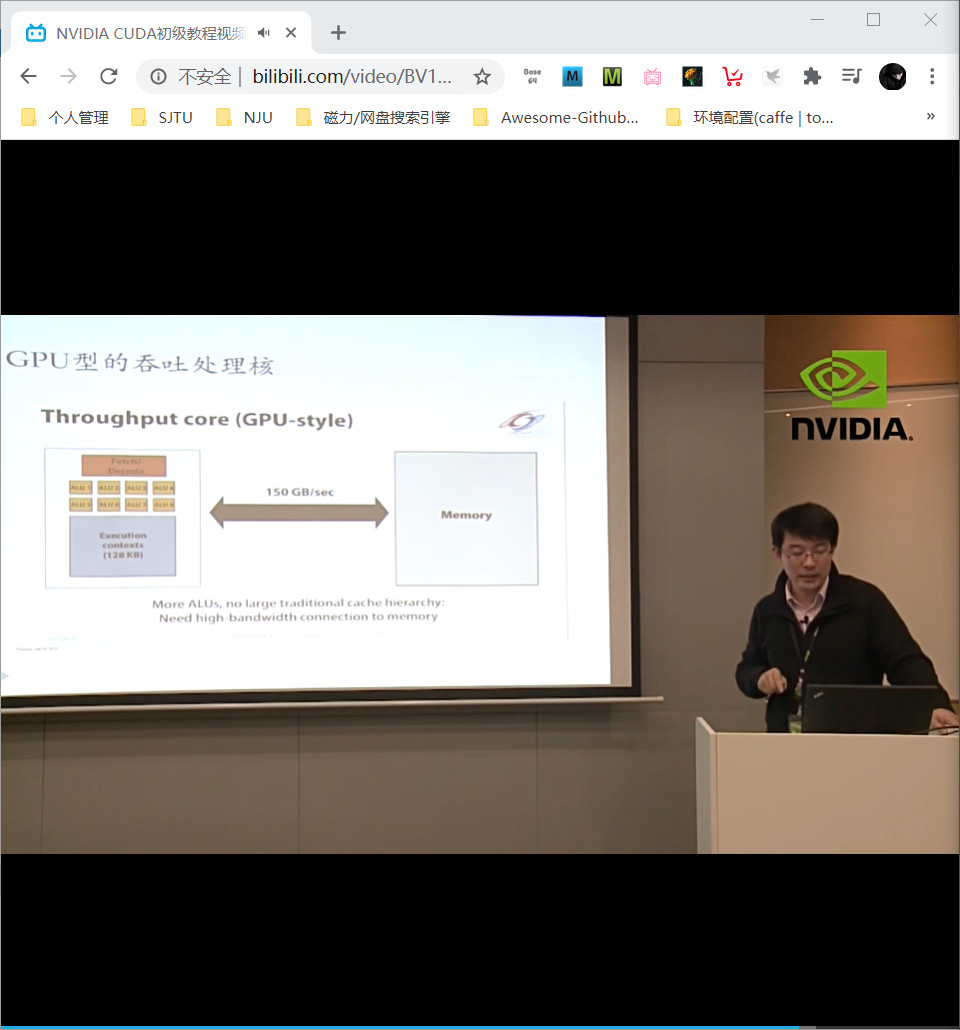 NVIDIA CUDA初级教程视频
不安全 | bilibili.com/video/BV1...
Base
64
M
M
个人管理
SJTU
NJU
磁力/网盘搜索引擎
Awesome-Github...
环境配置(caffe | to...
»
GPU型的吞吐处理核
Throughput core (GPU-style)
Fetch/
Decode
ALU 1 ALU 2 ALU 3 ALU 4
ALU 5 ALU 6 ALU 7 ALU 8
Execution
contexts
(128 KB)
150 GB/sec
Memory
More ALUs, no large traditional cache hierarchy:
Need high-bandwidth connection to memory
NVIDIA.